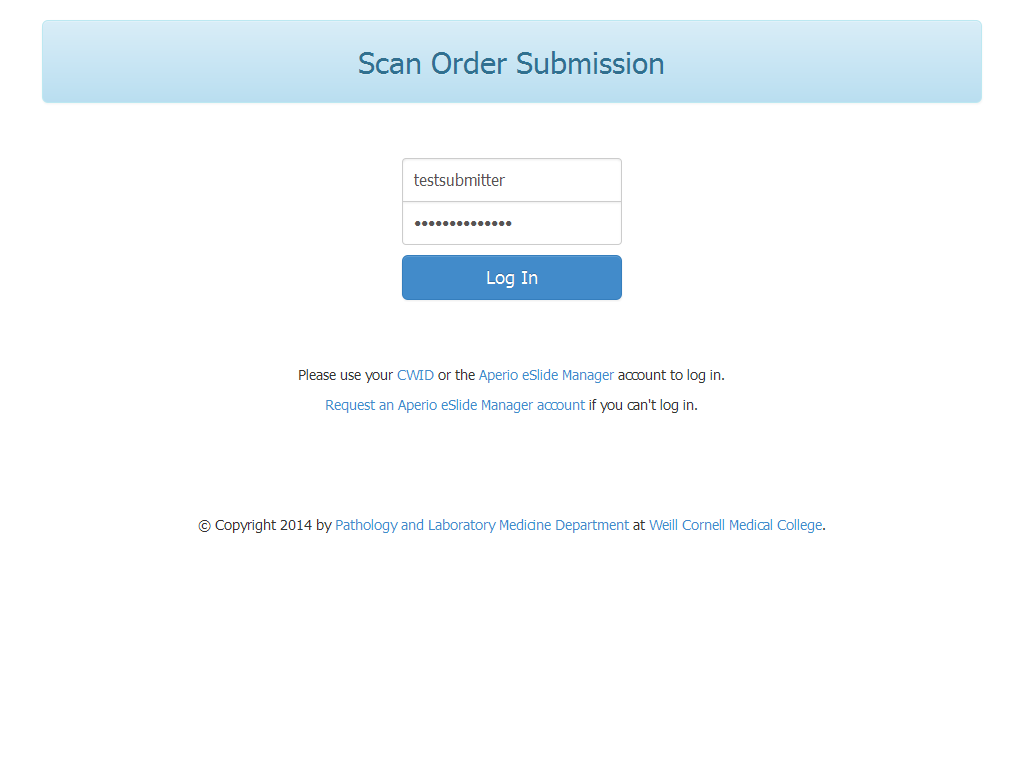 Scan Order Submission
testsubmitter
••••••••••••••
Log In
Please use your CWID or the Aperio eSlide Manager account to log in.
Request an Aperio eSlide Manager account if you can't log in.
© Copyright 2014 by Pathology and Laboratory Medicine Department at Weill Cornell Medical College.